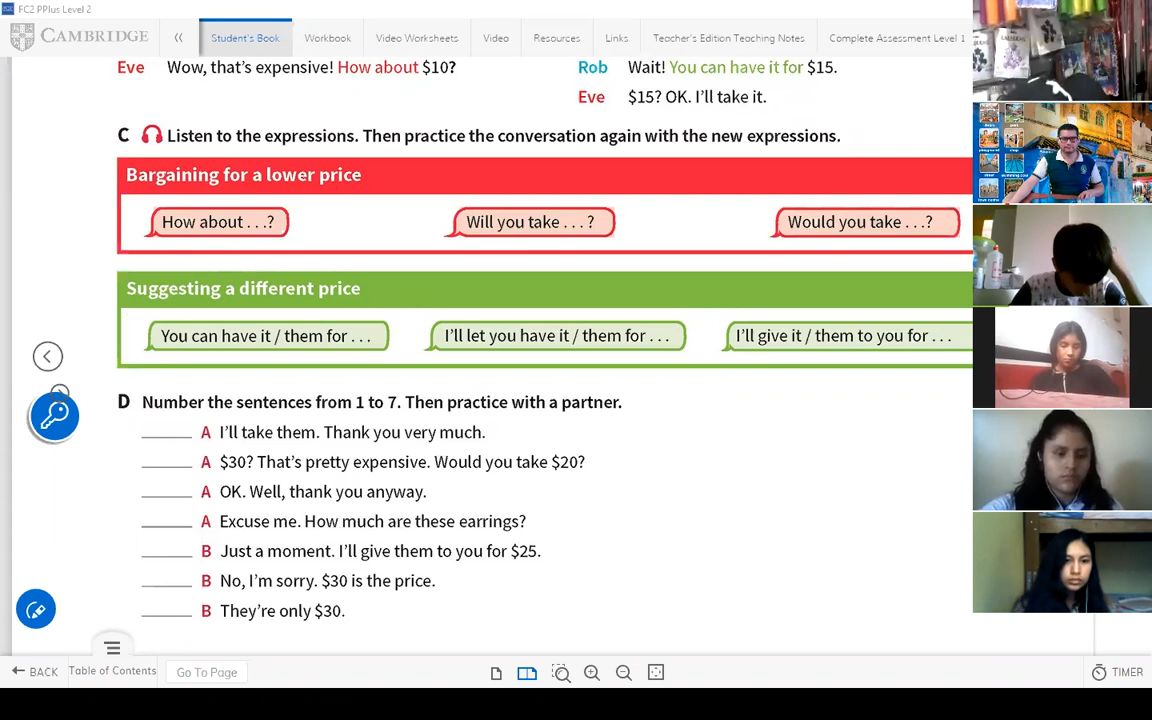 FC2 PPlus Level 2
CAMBRIDGE
Student's Book
Workbook
Video Worksheets
Video
Resources
Links
Teacher's Edition Teaching Notes
Complete Assessment Level 1
Eve Wow, that's expensive! How about $10?
Rob Wait! You can have it for $15.
Eve $15? OK. I'll take it.
C Listen to the expressions. Then practice the conversation again with the new expressions.
Bargaining for a lower price
How about . . .?
Will you take . . . ?
Would you take . . .?
Suggesting a different price
You can have it / them for . . .
I'll let you have it / them for . . .
I'll give it / them to you for . . .
D Number the sentences from 1 to 7. Then practice with a partner.
______ A I'll take them. Thank you very much.
______ A $30? That's pretty expensive. Would you take $20?
______ A OK. Well, thank you anyway.
______ A Excuse me. How much are these earrings?
______ B Just a moment. I'll give them to you for $25.
______ B No, I'm sorry. $30 is the price.
______ B They're only $30.
BACK
Table of Contents
Go To Page
TIMER